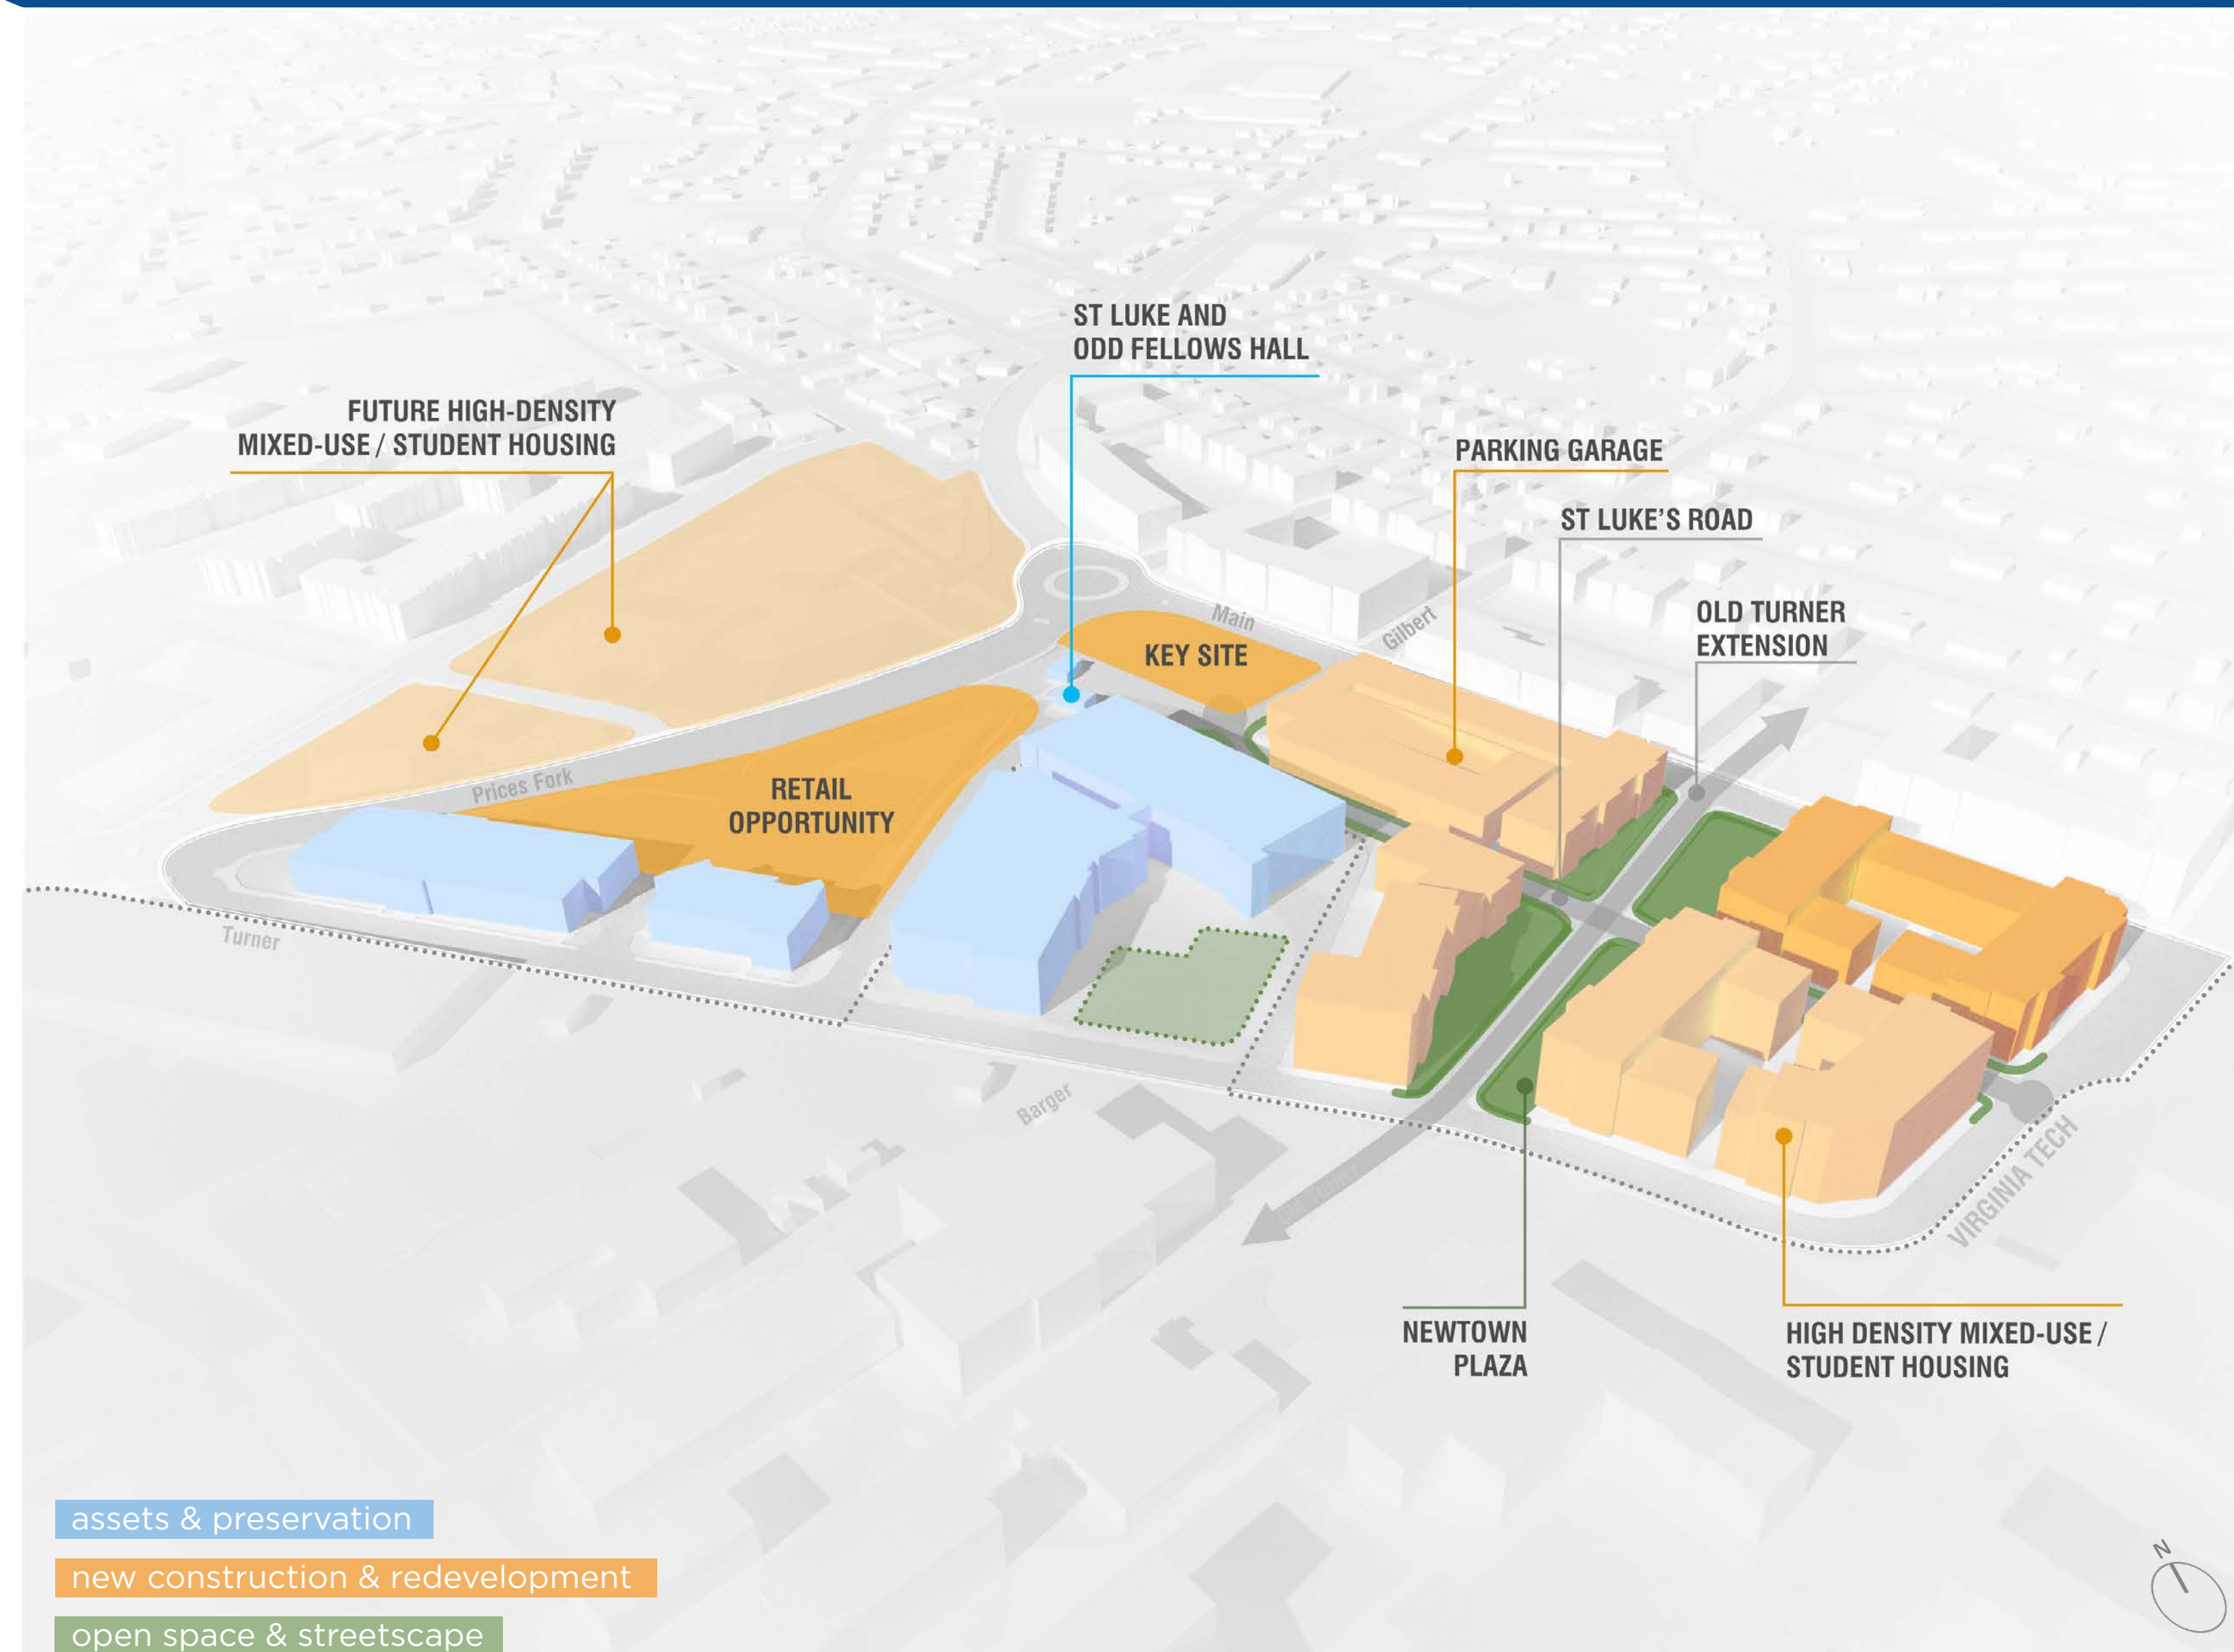 ST LUKE AND
ODD FELLOWS HALL
FUTURE HIGH-DENSITY
MIXED-USE / STUDENT HOUSING
PARKING GARAGE
ST LUKE'S ROAD
OLD TURNER
EXTENSION
Main
Gilbert
KEY SITE
Prices Fork
RETAIL
OPPORTUNITY
Turner
Barger
VIRGINIA TECH
NEWTOWN
PLAZA
HIGH DENSITY MIXED-USE /
STUDENT HOUSING
assets & preservation
new construction & redevelopment
open space & streetscape
N